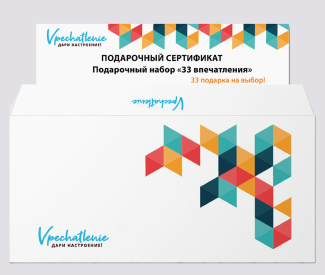 Vpechatlenie
ДАРИ НАСТРОЕНИЕ!
ПОДАРОЧНЫЙ СЕРТИФИКАТ
Подарочный набор «33 впечатления»
33 подарка на выбор!
Vpechatlenie
Vpechatlenie
ДАРИ НАСТРОЕНИЕ!